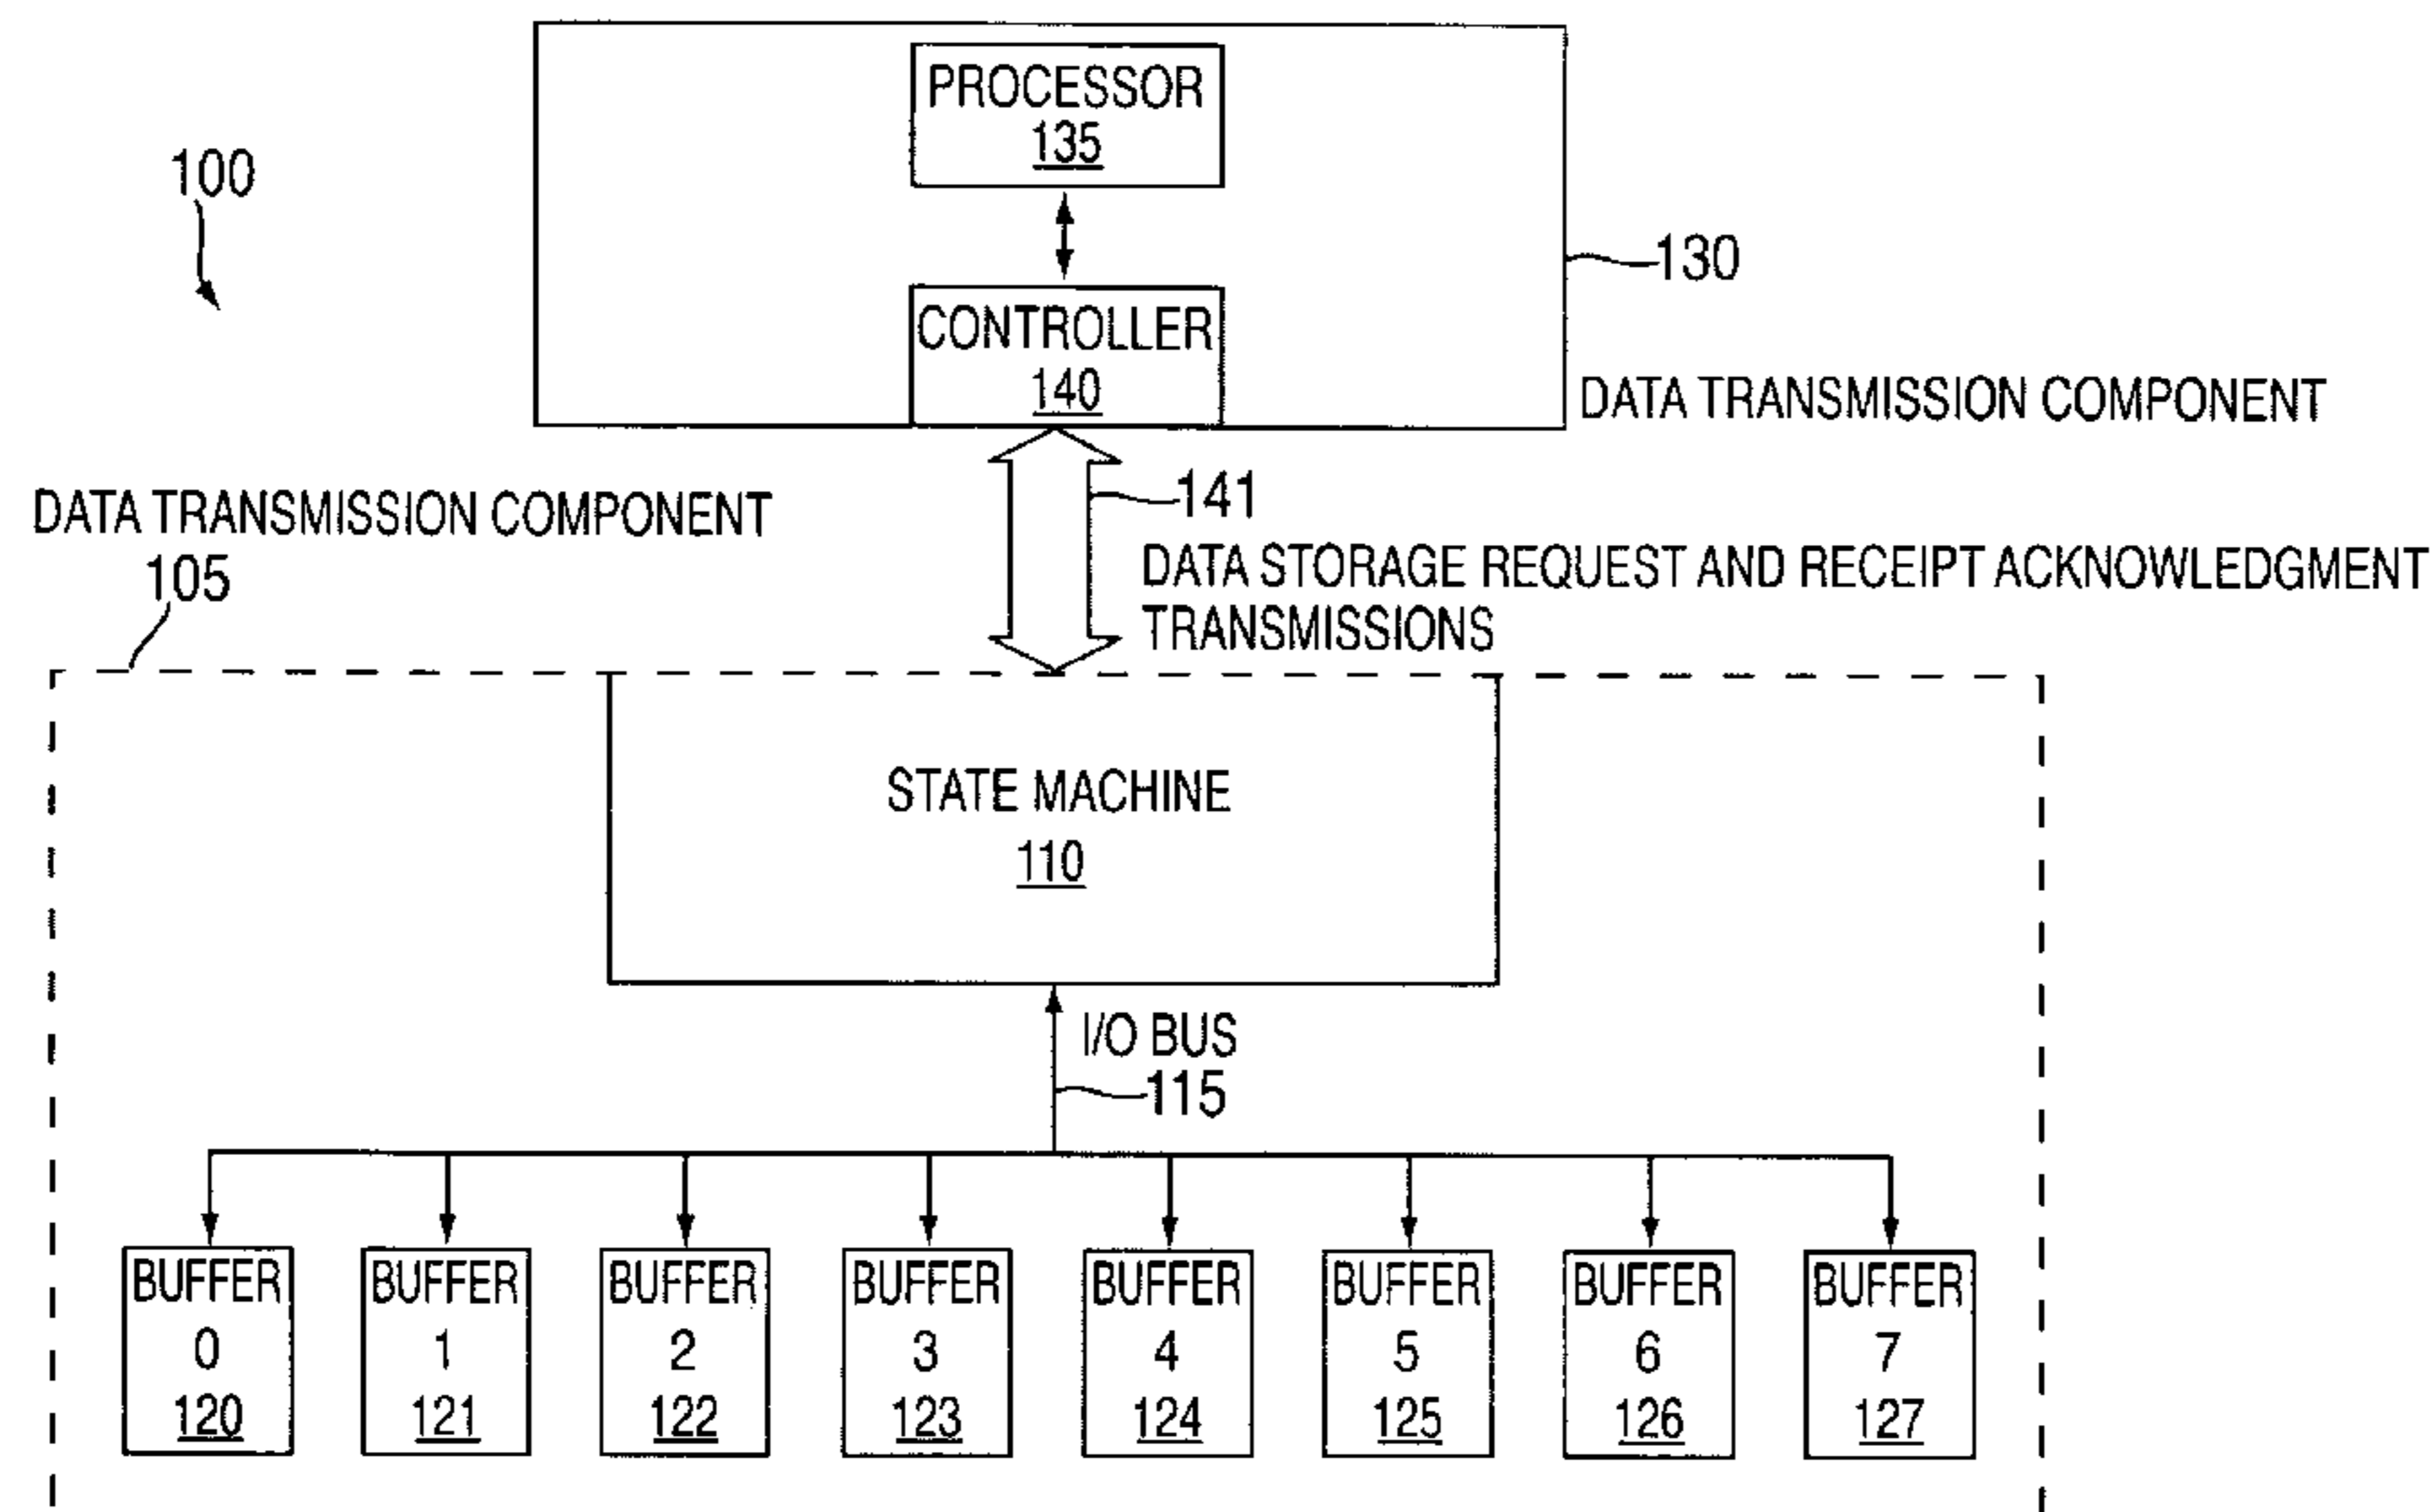 PROCESSOR
135
100
130
CONTROLLER
140
DATA TRANSMISSION COMPONENT
141
DATA TRANSMISSION COMPONENT
105
DATA STORAGE REQUEST AND RECEIPT ACKNOWLEDGMENT
TRANSMISSIONS
STATE MACHINE
110
I/O BUS
115
BUFFER
0
120
BUFFER
1
121
BUFFER
2
122
BUFFER
3
123
BUFFER
4
124
BUFFER
5
125
BUFFER
6
126
BUFFER
7
127